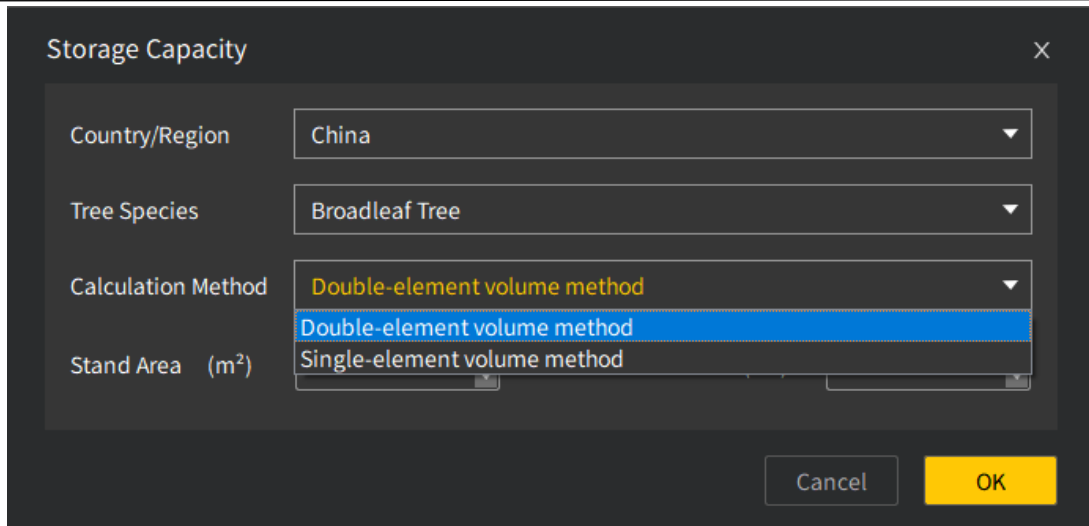 Storage Capacity
Country/Region China
Tree Species Broadleaf Tree
Calculation Method Double-element volume method
Double-element volume method
Single-element volume method
Stand Area (m²)
Cancel OK